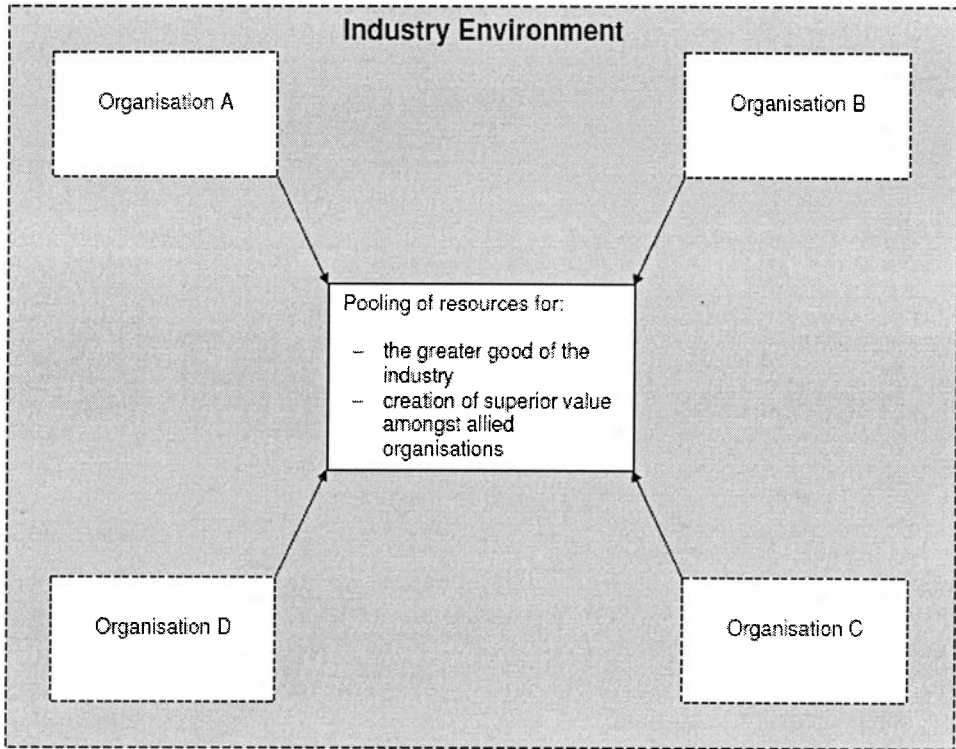 Industry Environment
Organisation A
Organisation B
Pooling of resources for:
– the greater good of the
industry
– creation of superior value
amongst allied
organisations
Organisation D
Organisation C